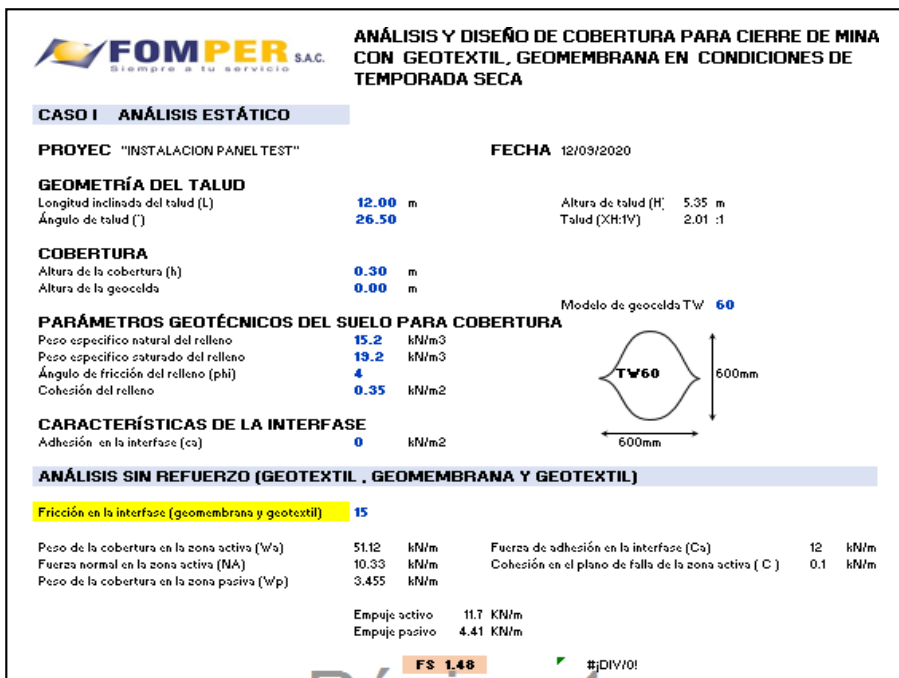 FOMPER S.A.C.
Siempre a tu servicio
ANÁLISIS Y DISEÑO DE COBERTURA PARA CIERRE DE MINA
CON GEOTEXTIL, GEOMEMBRANA EN CONDICIONES DE
TEMPORADA SECA
CASO I ANÁLISIS ESTÁTICO
PROYEC "INSTALACION PANEL TEST" FECHA 12/09/2020
GEOMETRÍA DEL TALUD
Longitud inclinada del talud (L) 12.00 m Altura de talud (H) 5.35 m
Ángulo de talud (°) 26.50 Talud (XH:1V) 2.01 :1
COBERTURA
Altura de la cobertura (h) 0.30 m
Altura de la geocelda 0.00 m
Modelo de geocelda TW 60
PARÁMETROS GEOTÉCNICOS DEL SUELO PARA COBERTURA
Peso especifico natural del relleno 15.2 kN/m3
Peso especifico saturado del relleno 19.2 kN/m3
Ángulo de fricción del relleno (phi) 4
Cohesión del relleno 0.35 kN/m2
TW60
600mm
600mm
CARACTERÍSTICAS DE LA INTERFASE
Adhesión en la interfase (ca) 0 kN/m2
ANÁLISIS SIN REFUERZO (GEOTEXTIL , GEOMEMBRANA Y GEOTEXTIL)
Fricción en la interfase (geomembrana y geotextil) 15
Peso de la cobertura en la zona activa (Wa) 51.12 kN/m Fuerza de adhesión en la interfase (Ca) 12 kN/m
Fuerza normal en la zona activa (NA) 10.33 kN/m Cohesión en el plano de falla de la zona activa ( C ) 0.1 kN/m
Peso de la cobertura en la zona pasiva (Wp) 3.455 kN/m
Empuje activo 11.7 KN/m
Empuje pasivo 4.41 KN/m
FS 1.48 #¡DIV/0!